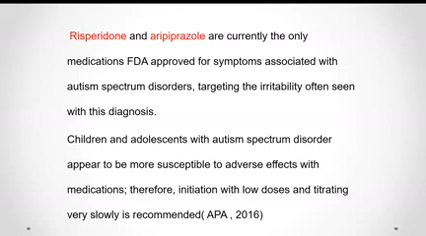 Risperidone and aripiprazole are currently the only
medications FDA approved for symptoms associated with
autism spectrum disorders, targeting the irritability often seen
with this diagnosis.
Children and adolescents with autism spectrum disorder
appear to be more susceptible to adverse effects with
medications; therefore, initiation with low doses and titrating
very slowly is recommended( APA , 2016)